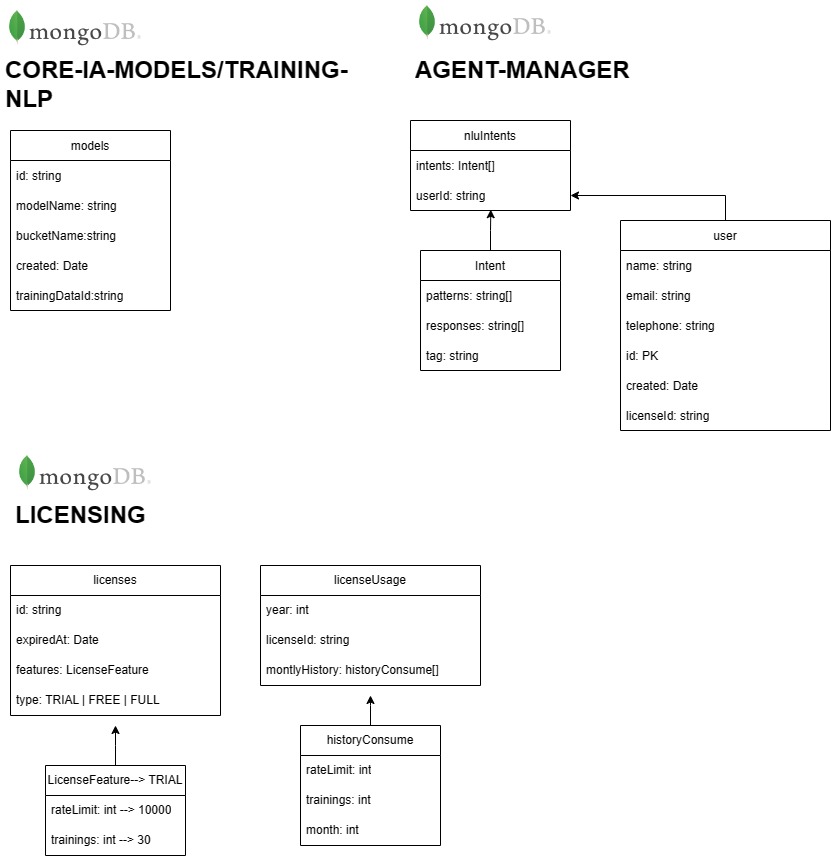 mongoDB.
CORE-IA-MODELS/TRAINING-
NLP
models
id: string
modelName: string
bucketName:string
created: Date
trainingDataId:string
mongoDB.
AGENT-MANAGER
nluIntents
intents: Intent[]
userId: string
Intent
patterns: string[]
responses: string[]
tag: string
user
name: string
email: string
telephone: string
id: PK
created: Date
licenseId: string
mongoDB.
LICENSING
licenses
id: string
expiredAt: Date
features: LicenseFeature
type: TRIAL | FREE | FULL
LicenseFeature--> TRIAL
rateLimit: int --> 10000
trainings: int --> 30
licenseUsage
year: int
licenseId: string
montlyHistory: historyConsume[]
historyConsume
rateLimit: int
trainings: int
month: int